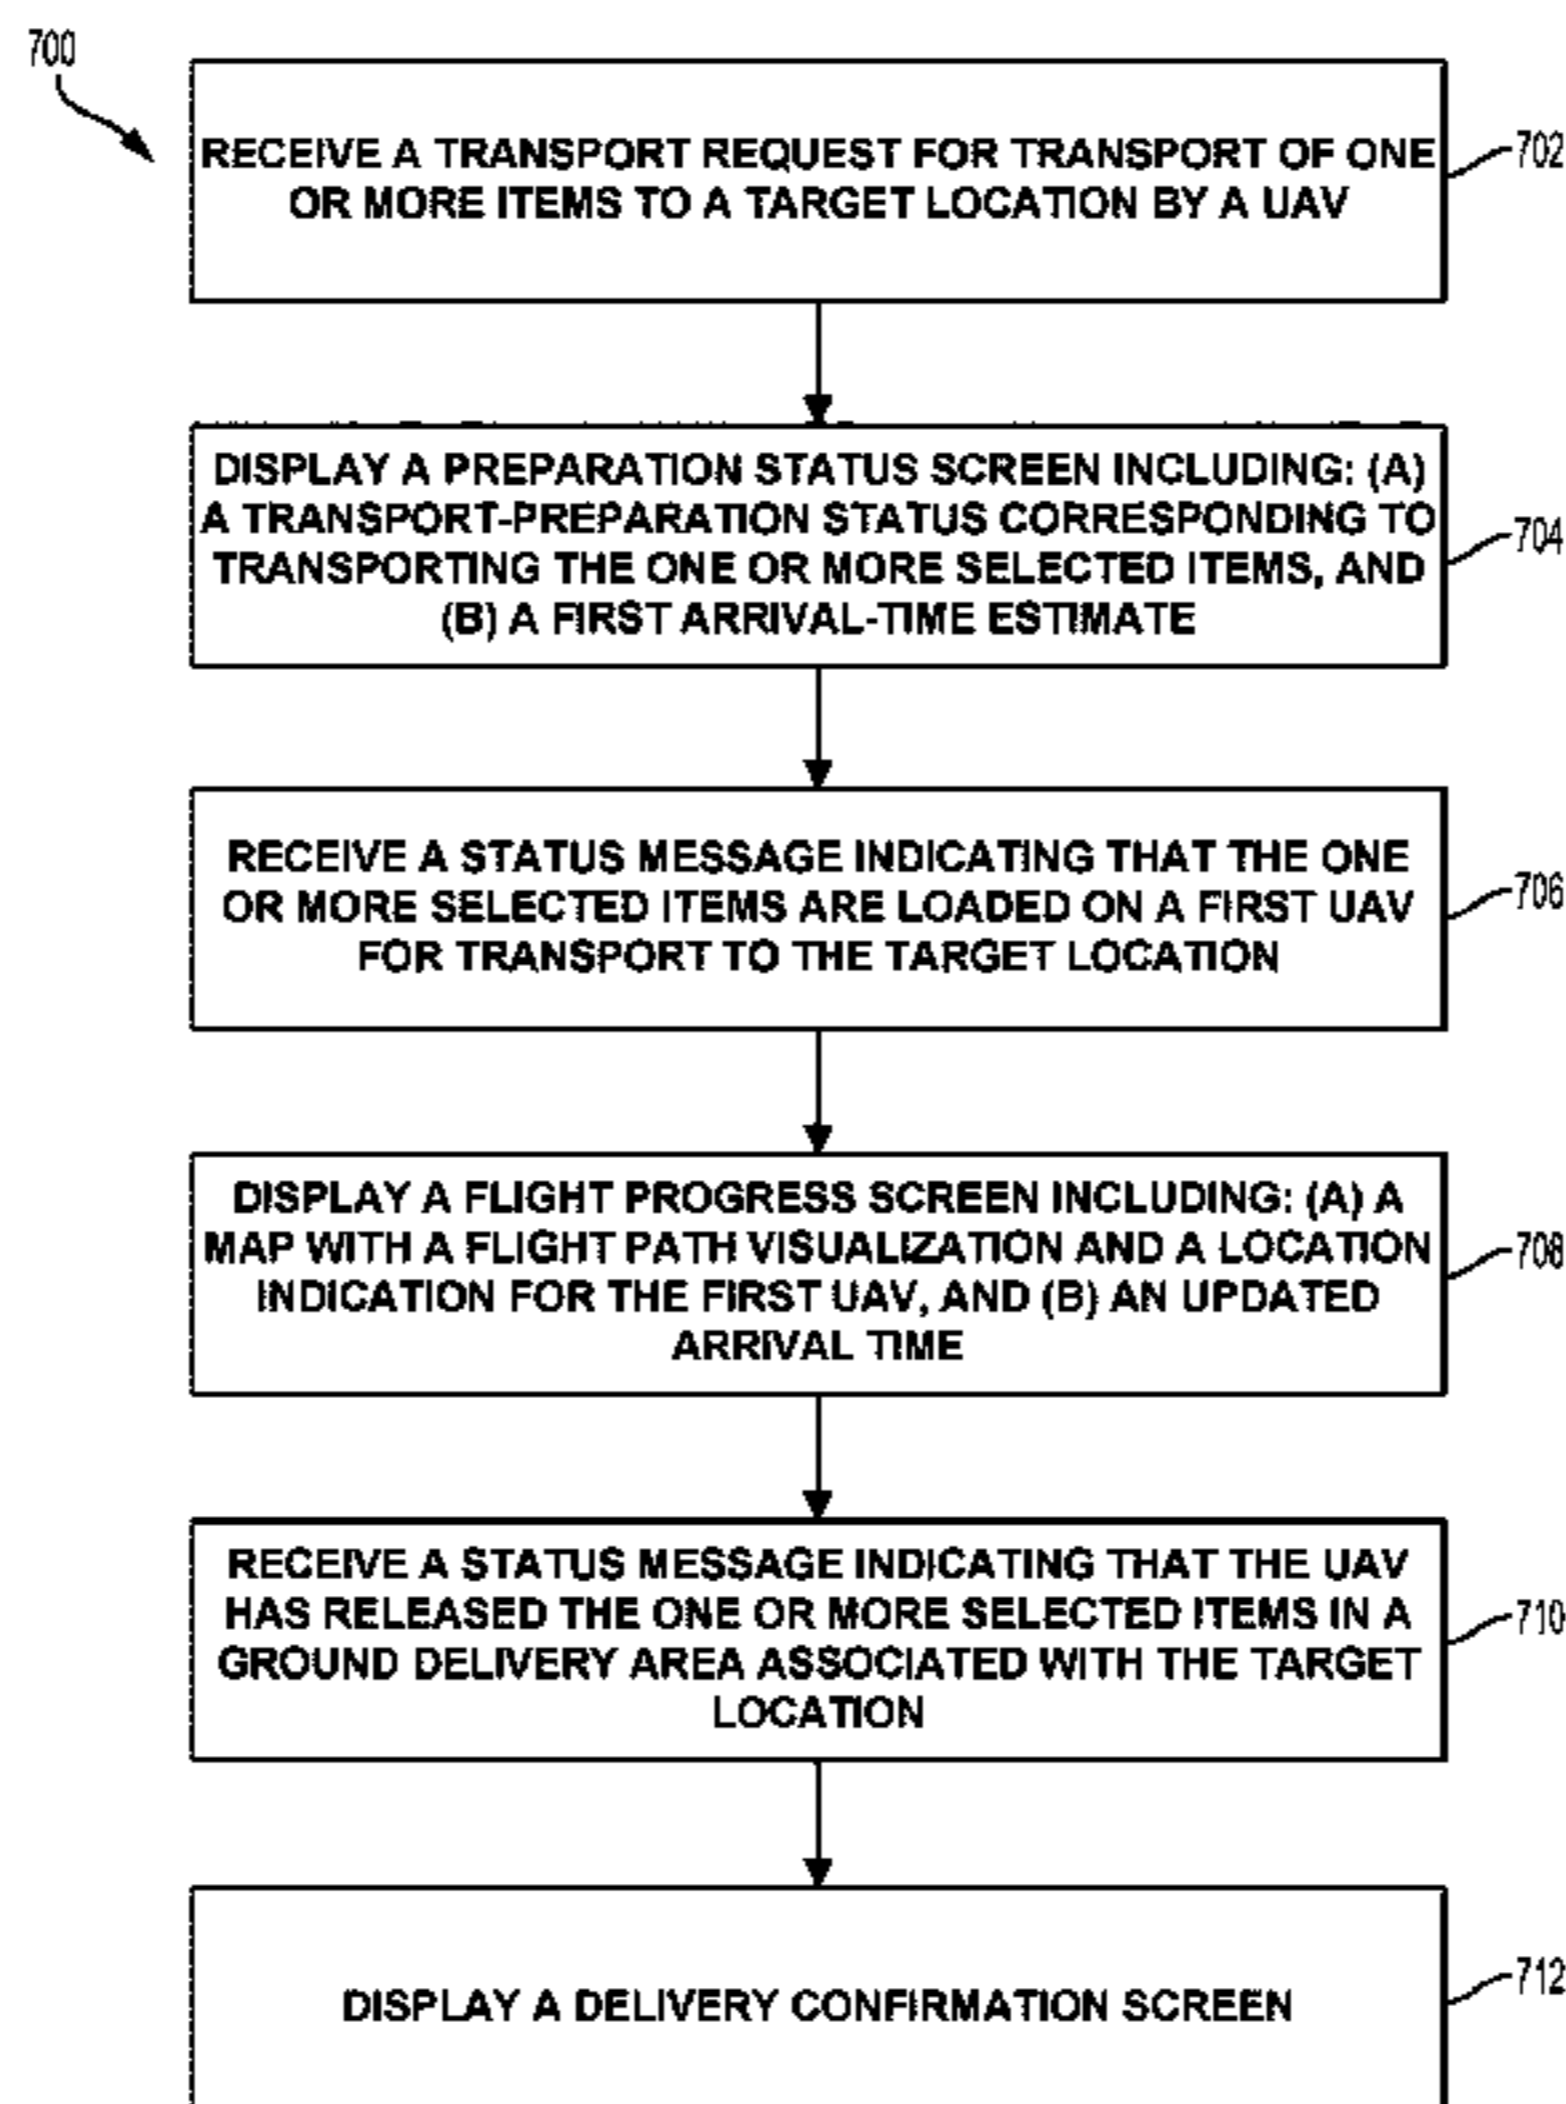 700
RECEIVE A TRANSPORT REQUEST FOR TRANSPORT OF ONE
OR MORE ITEMS TO A TARGET LOCATION BY A UAV
702
DISPLAY A PREPARATION STATUS SCREEN INCLUDING: (A)
A TRANSPORT-PREPARATION STATUS CORRESPONDING TO
TRANSPORTING THE ONE OR MORE SELECTED ITEMS, AND
(B) A FIRST ARRIVAL-TIME ESTIMATE
704
RECEIVE A STATUS MESSAGE INDICATING THAT THE ONE
OR MORE SELECTED ITEMS ARE LOADED ON A FIRST UAV
FOR TRANSPORT TO THE TARGET LOCATION
706
DISPLAY A FLIGHT PROGRESS SCREEN INCLUDING: (A) A
MAP WITH A FLIGHT PATH VISUALIZATION AND A LOCATION
INDICATION FOR THE FIRST UAV, AND (B) AN UPDATED
ARRIVAL TIME
708
RECEIVE A STATUS MESSAGE INDICATING THAT THE UAV
HAS RELEASED THE ONE OR MORE SELECTED ITEMS IN A
GROUND DELIVERY AREA ASSOCIATED WITH THE TARGET
LOCATION
710
DISPLAY A DELIVERY CONFIRMATION SCREEN
712